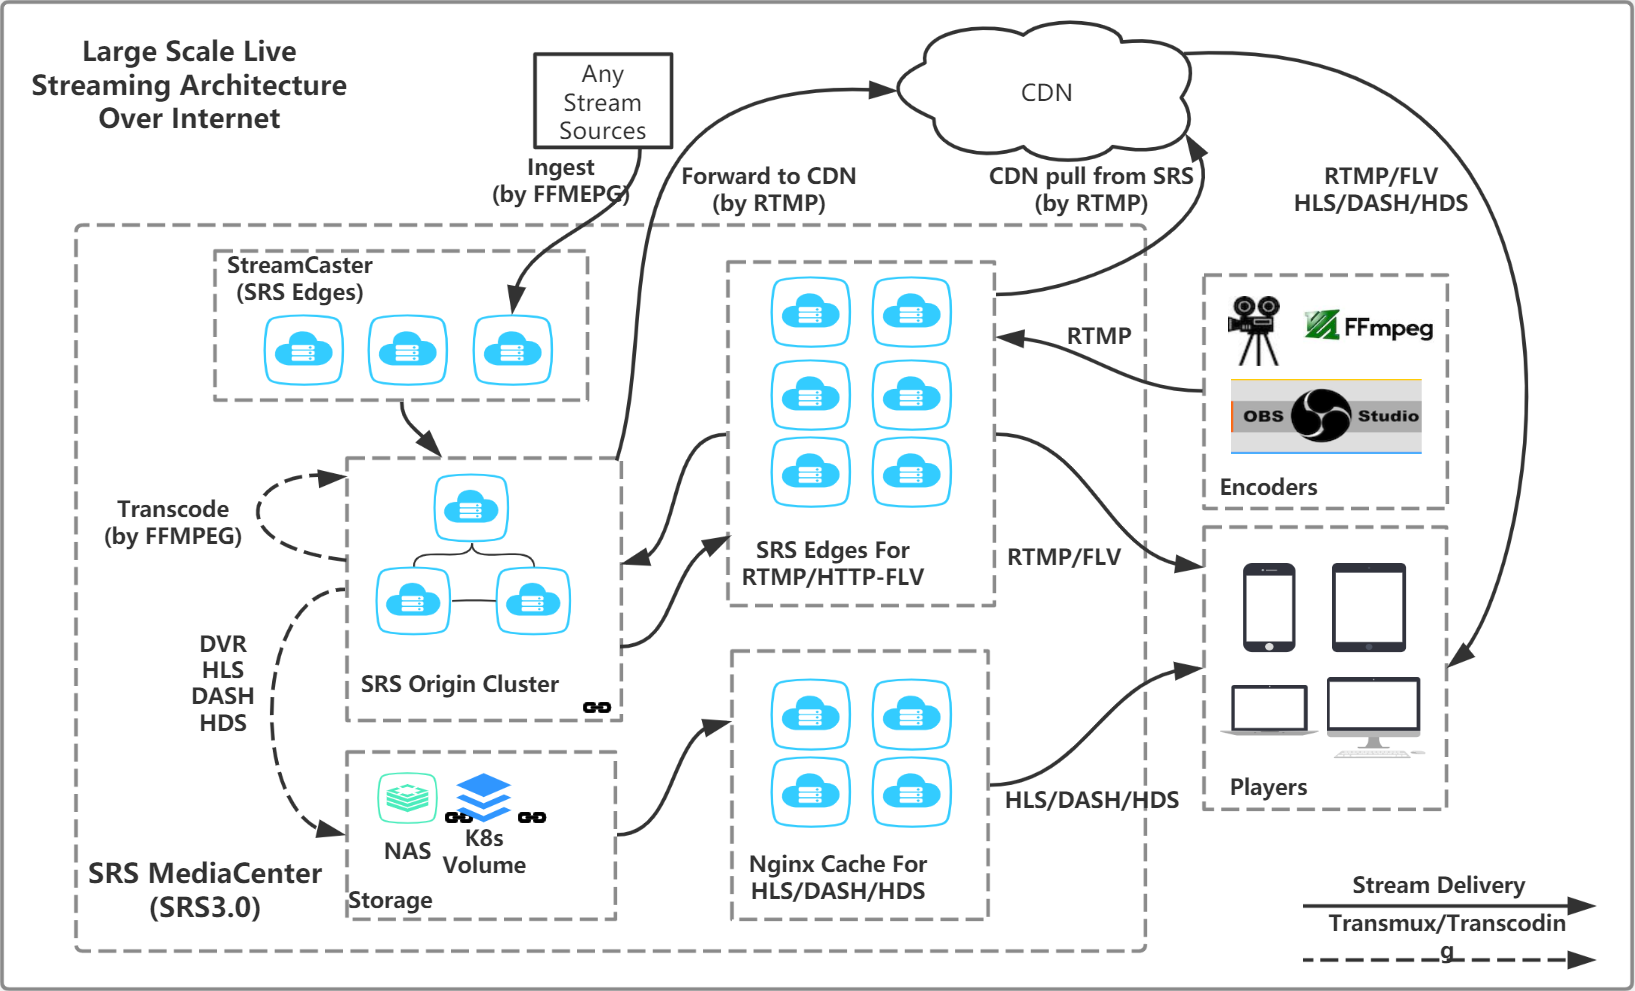 Large Scale Live
Streaming Architecture
Over Internet
Any
Stream
Sources
CDN
Ingest
(by FFMEPG)
Forward to CDN
(by RTMP)
CDN pull from SRS
(by RTMP)
RTMP/FLV
HLS/DASH/HDS
StreamCaster
(SRS Edges)
RTMP
FFmpeg
OBS
Studio
Encoders
Transcode
(by FFMPEG)
SRS Edges For
RTMP/HTTP-FLV
RTMP/FLV
DVR
HLS
DASH
HDS
SRS Origin Cluster
NAS
K8s
Volume
Storage
Nginx Cache For
HLS/DASH/HDS
HLS/DASH/HDS
Players
SRS MediaCenter
(SRS3.0)
Stream Delivery
Transmux/Transcodin
g